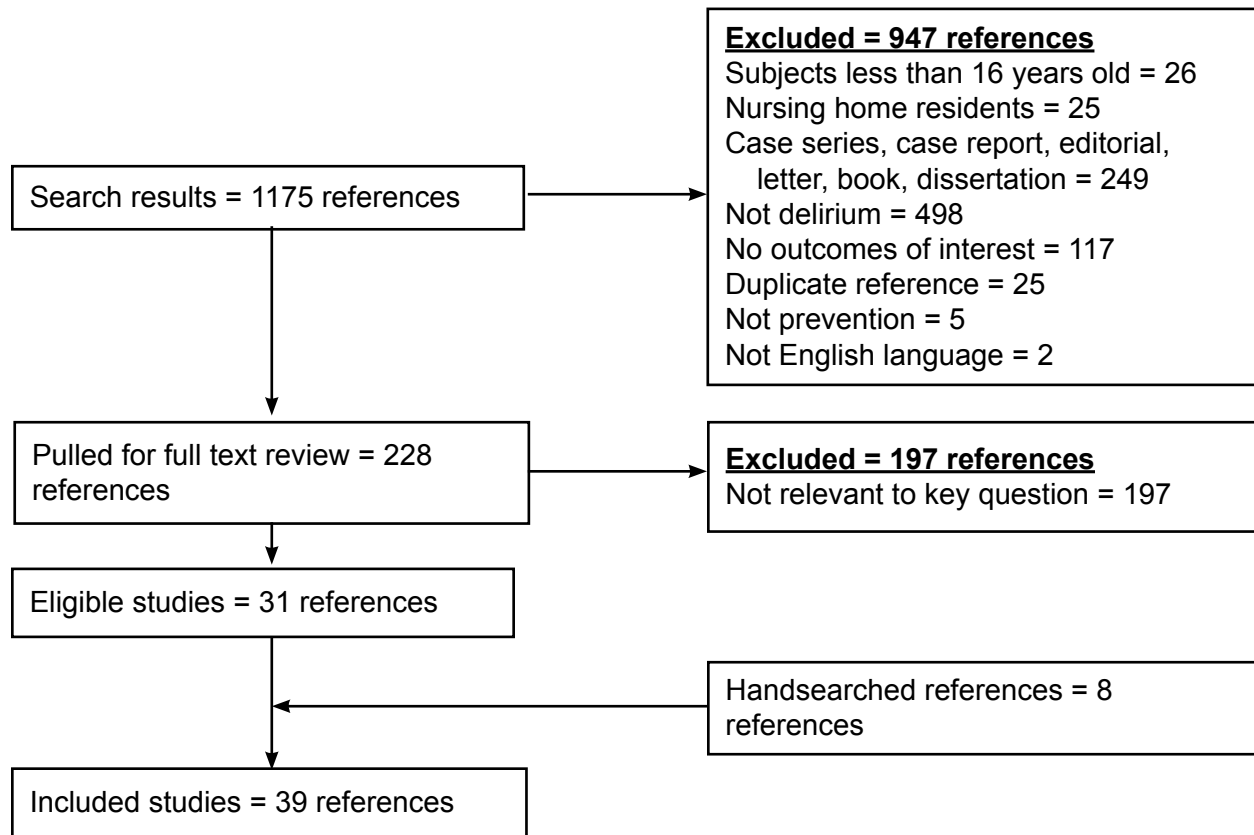 Search results = 1175 references
Excluded = 947 references
Subjects less than 16 years old = 26
Nursing home residents = 25
Case series, case report, editorial,
letter, book, dissertation = 249
Not delirium = 498
No outcomes of interest = 117
Duplicate reference = 25
Not prevention = 5
Not English language = 2
Pulled for full text review = 228
references
Excluded = 197 references
Not relevant to key question = 197
Eligible studies = 31 references
Handsearched references = 8
references
Included studies = 39 references